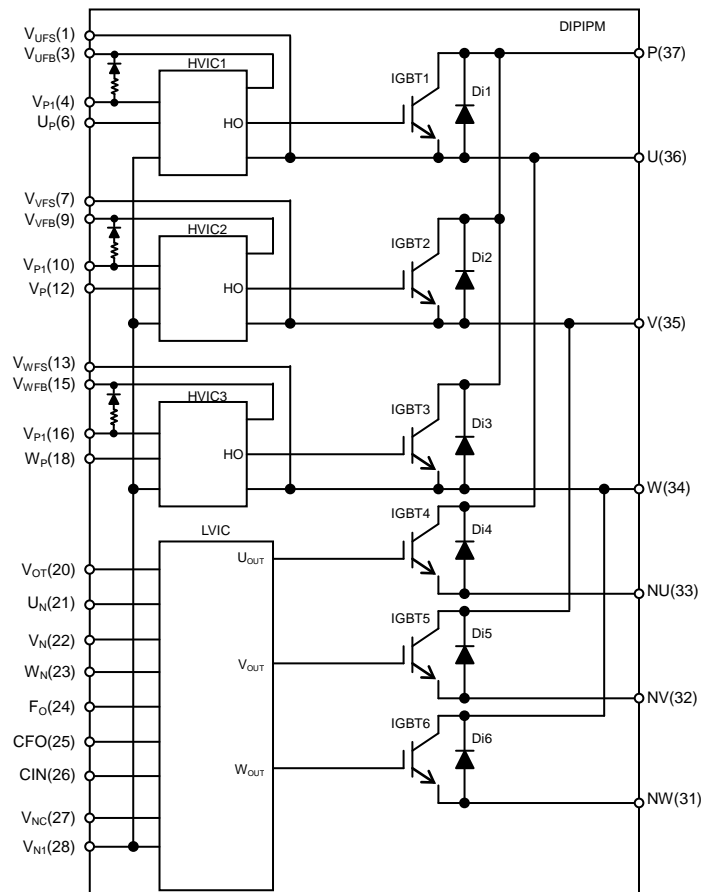 DIPIPM
VUFS(1)
VUFB(3)
VP1(4)
UP(6)
HVIC1
HO
IGBT1
Di1
P(37)
U(36)
VVFS(7)
VVFB(9)
VP1(10)
VP(12)
HVIC2
HO
IGBT2
Di2
V(35)
VWFS(13)
VWFB(15)
VP1(16)
WP(18)
HVIC3
HO
IGBT3
Di3
W(34)
LVIC
UOUT
VOUT
WOUT
IGBT4
Di4
NU(33)
IGBT5
Di5
NV(32)
IGBT6
Di6
NW(31)
VOT(20)
UN(21)
VN(22)
WN(23)
FO(24)
CFO(25)
CIN(26)
VNC(27)
VN1(28)